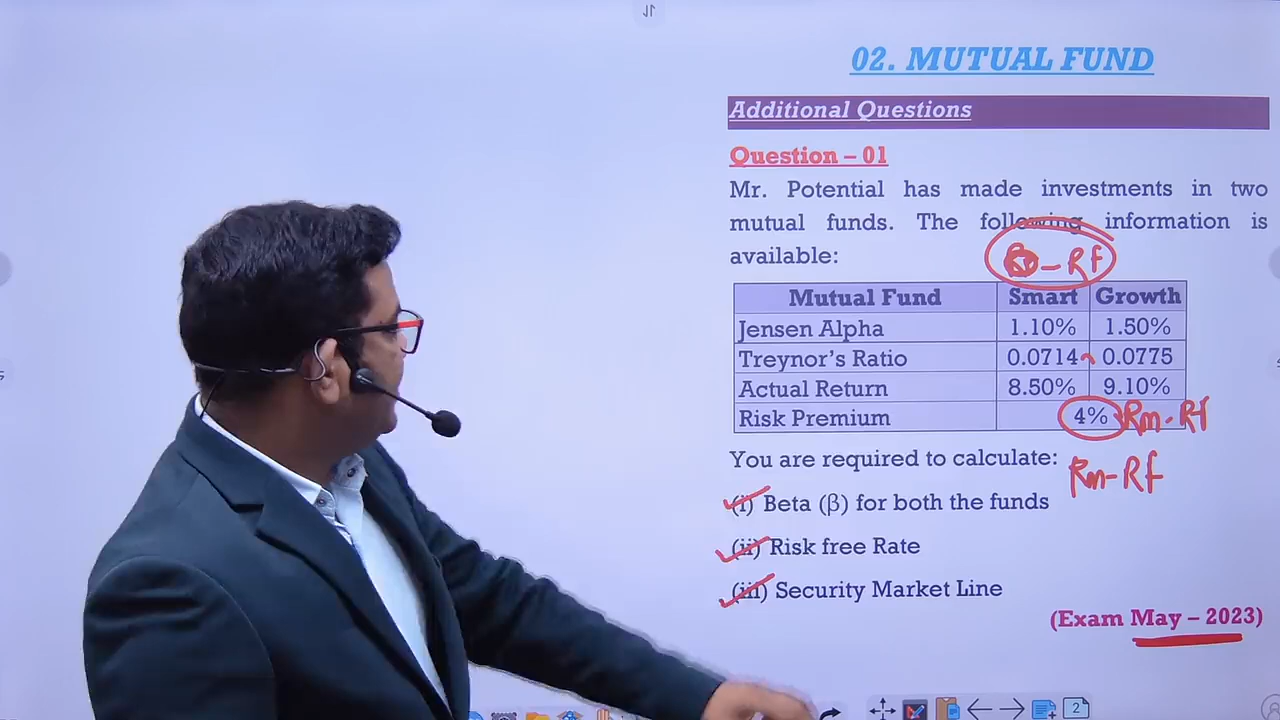 02. MUTUAL FUND
Additional Questions
Question – 01
Mr. Potential has made investments in two
mutual funds. The following information is
available:
- Rf
Mutual Fund Smart Growth
Jensen Alpha 1.10% 1.50%
Treynor's Ratio 0.0714 0.0775
Actual Return 8.50% 9.10%
Risk Premium 4% Rm - Rf
You are required to calculate:
Rm - Rf
(i) Beta (β) for both the funds
(ii) Risk free Rate
(iii) Security Market Line
(Exam May – 2023)
2